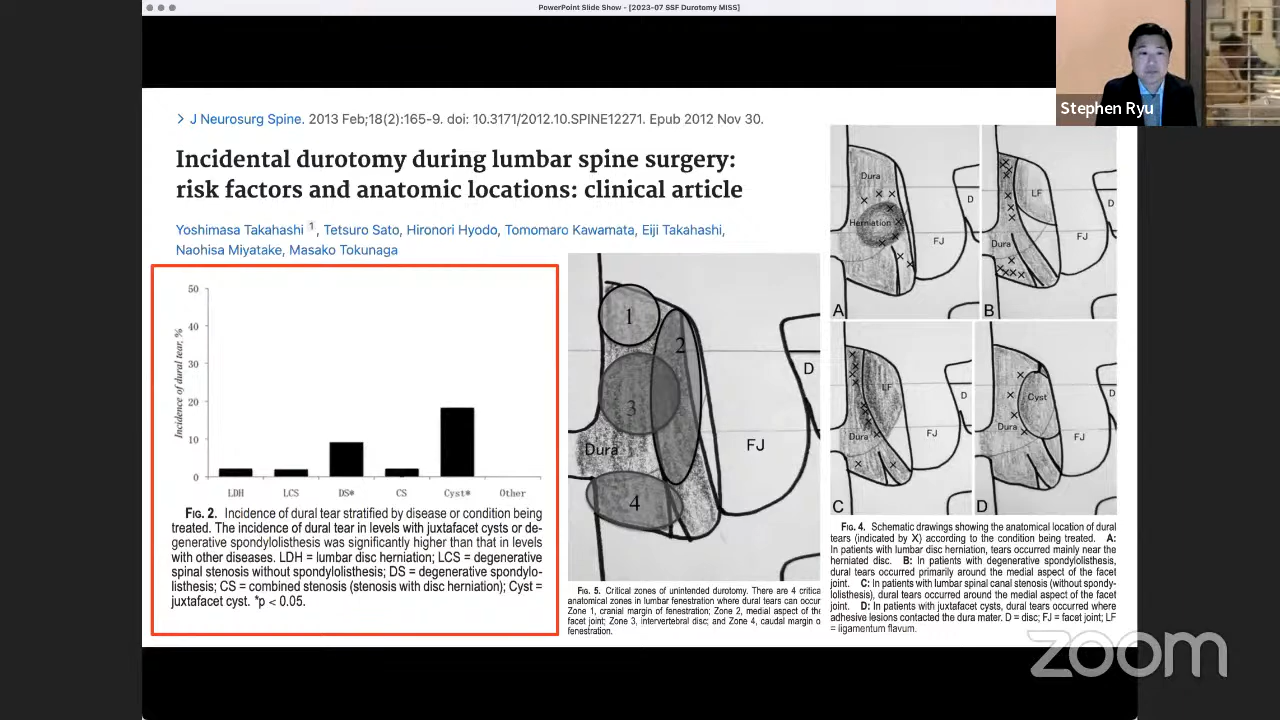 PowerPoint Slide Show - [2023-07 SSF Durotomy MISS]
Stephen Ryu
> J Neurosurg Spine. 2013 Feb;18(2):165-9. doi: 10.3171/2012.10.SPINE12271. Epub 2012 Nov 30.
Incidental durotomy during lumbar spine surgery:
risk factors and anatomic locations: clinical article
Yoshimasa Takahashi 1, Tetsuro Sato, Hironori Hyodo, Tomomaro Kawamata, Eiji Takahashi,
Naohisa Miyatake, Masako Tokunaga
Incidence of dural tear, %
50
40
30
20
10
0
LDH LCS DS* CS Cyst* Other
FIG. 2. Incidence of dural tear stratified by disease or condition being
treated. The incidence of dural tear in levels with juxtafacet cysts or de-
generative spondylolisthesis was significantly higher than that in levels
with other diseases. LDH = lumbar disc herniation; LCS = degenerative
spinal stenosis without spondylolisthesis; DS = degenerative spondylo-
listhesis; CS = combined stenosis (stenosis with disc herniation); Cyst =
juxtafacet cyst. *p < 0.05.
1
2
D
3
Dura
FJ
4
FIG. 5. Critical zones of unintended durotomy. There are 4 critica
anatomical zones in lumbar fenestration where dural tears can occur
Zone 1, cranial margin of fenestration; Zone 2, medial aspect of the
facet joint; Zone 3, intervertebral disc; and Zone 4, caudal margin o
fenestration.
Dura
D
Herniation
FJ
A
LF
D
Dura
FJ
B
LF
D
Dura
FJ
C
Cyst
D
Dura
FJ
D
FIG. 4. Schematic drawings showing the anatomical location of dural
tears (indicated by X) according to the condition being treated. A:
In patients with lumbar disc herniation, tears occurred mainly near the
herniated disc. B: In patients with degenerative spondylolisthesis,
dural tears occurred primarily around the medial aspect of the facet
joint. C: In patients with lumbar spinal canal stenosis (without spondy-
lolisthesis), dural tears occurred around the medial aspect of the facet
joint. D: In patients with juxtafacet cysts, dural tears occurred where
adhesive lesions contacted the dura mater. D = disc; FJ = facet joint; LF
= ligamentum flavum.
zoom